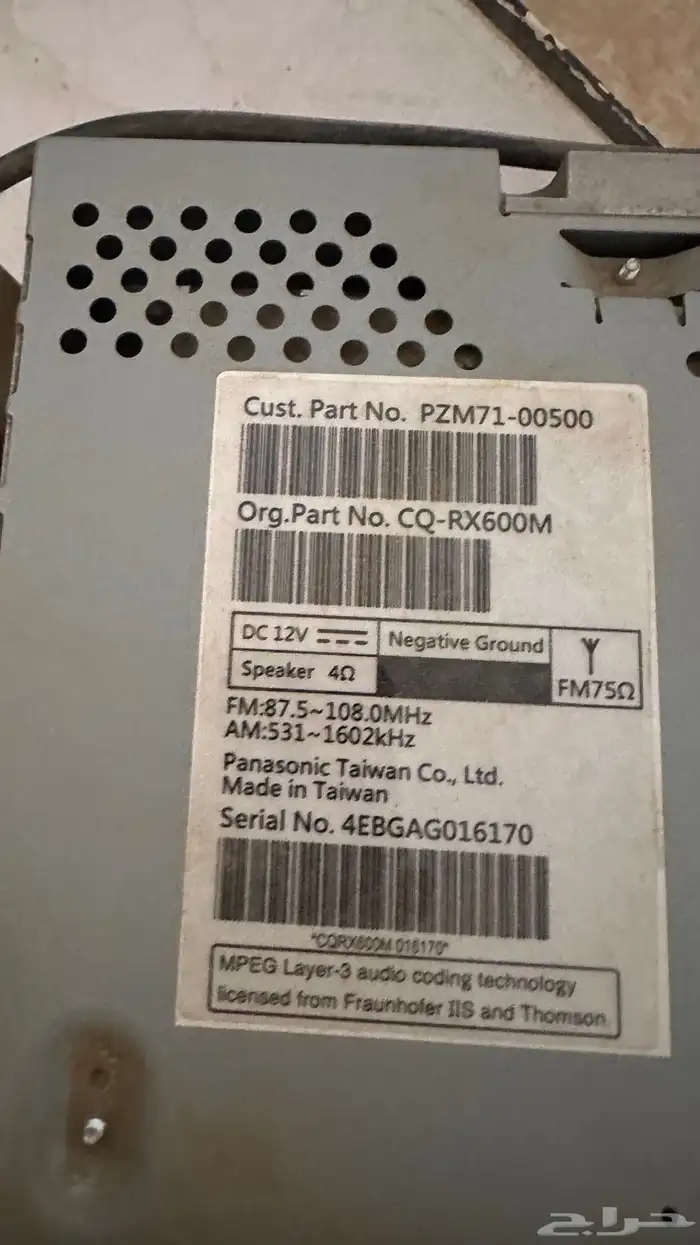 Cust. Part No. PZM71-00500
Org.Part No. CQ-RX600M
DC 12V
Negative Ground
Speaker 4Ω
FM75Ω
FM:87.5~108.0MHz
AM:531~1602kHz
Panasonic Taiwan Co., Ltd.
Made in Taiwan
Serial No. 4EBGAG016170
*CQRX600M 016170*
MPEG Layer-3 audio coding technology
licensed from Fraunhofer IIS and Thomson
حراج